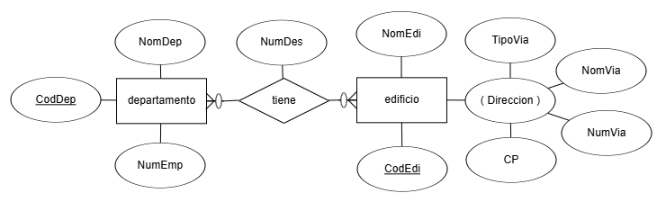 NomDep
NumDes
NomEdi
TipoVia
NomVia
CodDep
departamento
tiene
edificio
( Direccion )
NumVia
NumEmp
CodEdi
CP